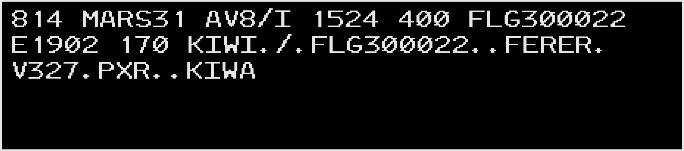 814 MARS31 AV8/I 1524 400 FLG300022
E1902 170 KIWI./.FLG300022..FERER.
V327.PXR..KIWA